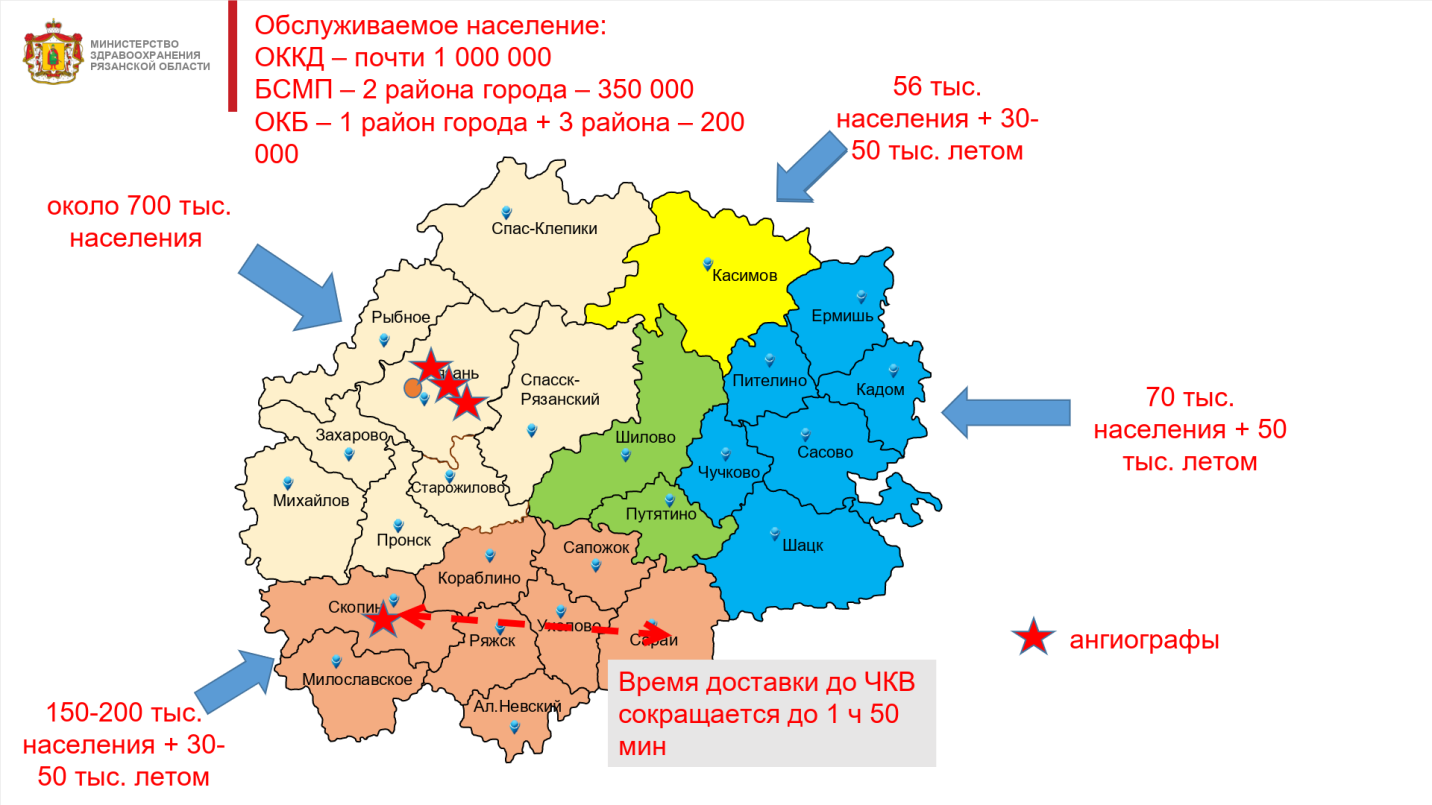 МИНИСТЕРСТВО
ЗДРАВООХРАНЕНИЯ
РЯЗАНСКОЙ ОБЛАСТИ
Обслуживаемое население:
ОККД – почти 1 000 000
БСМП – 2 района города – 350 000
ОКБ – 1 район города + 3 района – 200
000
56 тыс.
населения + 30-
50 тыс. летом
около 700 тыс.
населения
Спас-Клепики
Касимов
Рыбное
Ермишь
Спасск-
Рязанский
Пителино
Кадом
70 тыс.
населения + 50
тыс. летом
Захарово
Шилово
Сасово
Чучково
Михайлов
Старожилово
Путятино
Пронск
Шацк
Сапожок
Кораблино
Скопин
Ухолово
Ряжск
Сараи
ангиографы
Милославское
Ал.Невский
Время доставки до ЧКВ
сокращается до 1 ч 50
мин
150-200 тыс.
населения + 30-
50 тыс. летом